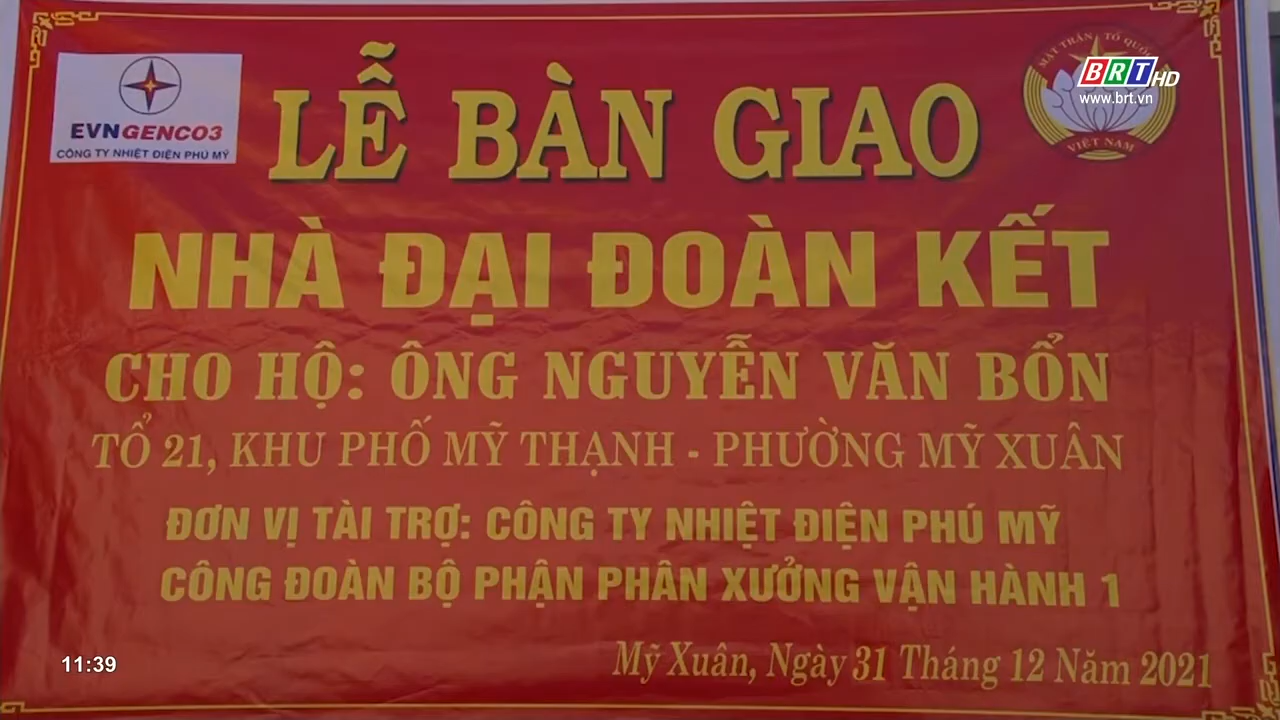 EVNGENCO3
CÔNG TY NHIỆT ĐIỆN PHÚ MỸ
MẶT TRẬN TỔ QUỐC
VIỆT NAM
BRT HD
www.brt.vn
LỄ BÀN GIAO
NHÀ ĐẠI ĐOÀN KẾT
CHO HỘ: ÔNG NGUYỄN VĂN BỔN
TỔ 21, KHU PHỐ MỸ THẠNH - PHƯỜNG MỸ XUÂN
ĐƠN VỊ TÀI TRỢ: CÔNG TY NHIỆT ĐIỆN PHÚ MỸ
CÔNG ĐOÀN BỘ PHẬN PHÂN XƯỞNG VẬN HÀNH 1
Mỹ Xuân, Ngày 31 Tháng 12 Năm 2021
11:39